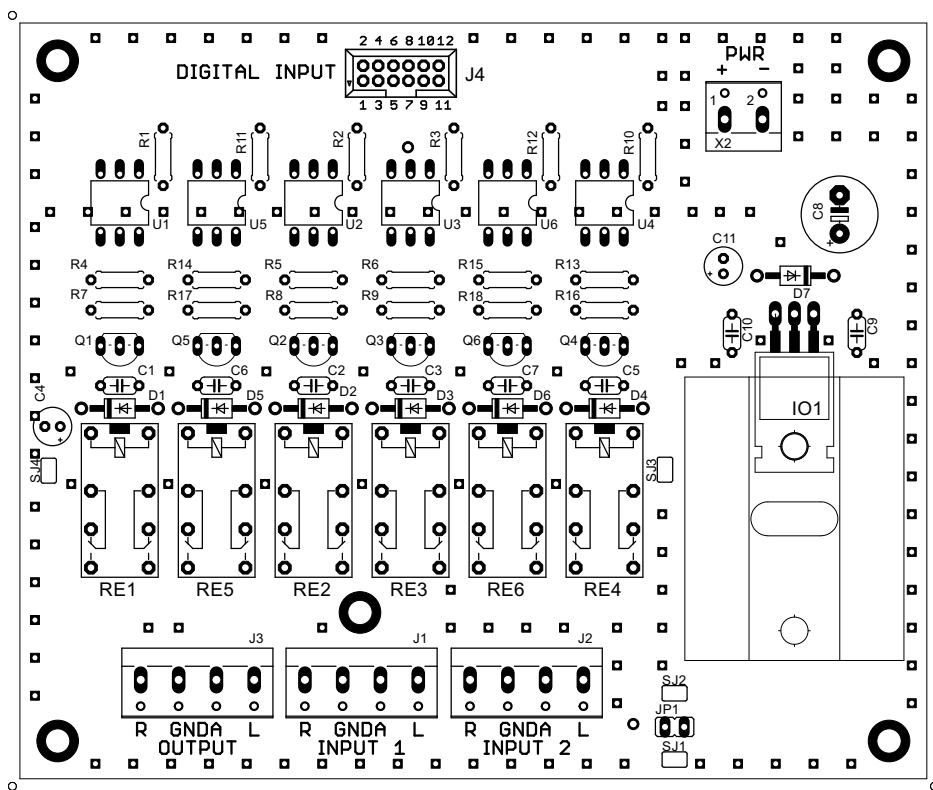 2 4 6 8 10 12
PWR
DIGITAL INPUT
J4
+ -
1 3 5 7 9 11
1 2
X2
R1 R11 R2 R3 R12 R10
U1 U5 U2 U3 U6 U4
C8
+
C11
+
R4 R14 R5 R6 R15 R13
R7 R17 R8 R9 R18 R16
D7
Q1 Q5 Q2 Q3 Q6 Q4
C10
C9
C1 C6 C2 C3 C7 C5
C4
+
D1 D5 D2 D3 D6 D4
IO1
SJ4
SJ3
RE1 RE5 RE2 RE3 RE6 RE4
J3 J1 J2
SJ2
JP1
R GNDA L R GNDA L R GNDA L
OUTPUT INPUT 1 INPUT 2
SJ1